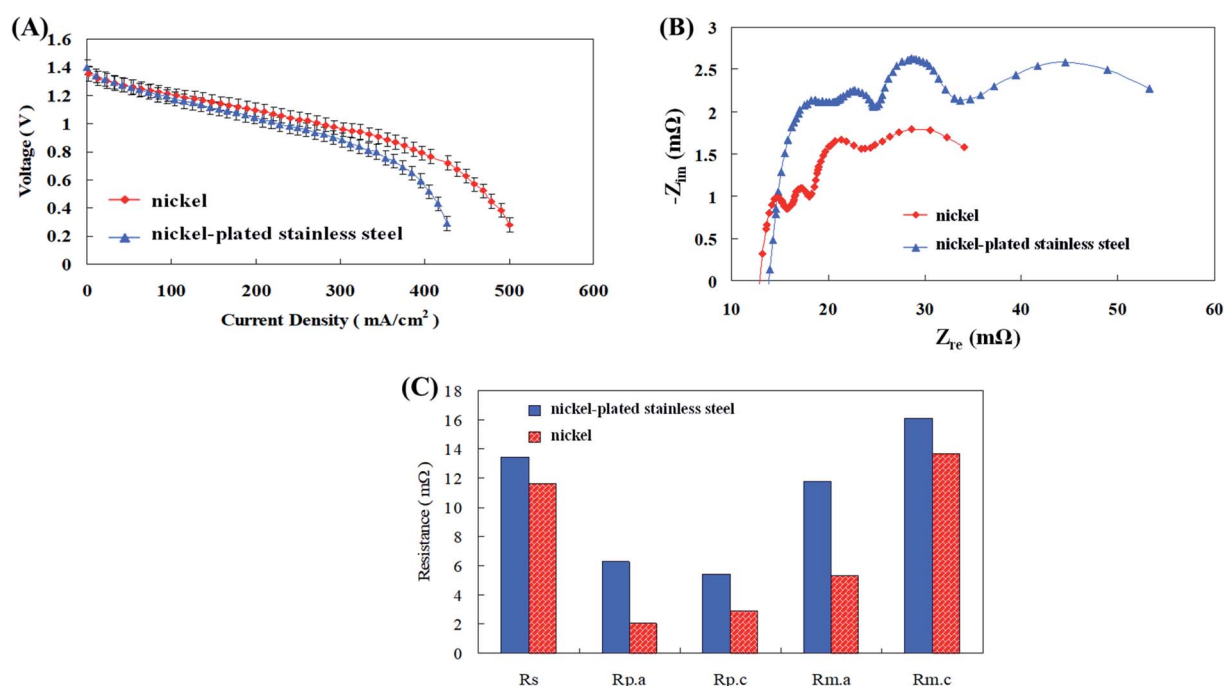 (A)
1.6
1.4
1.2
1
0.8
0.6
0.4
0.2
0
Voltage ( V )
nickel
nickel-plated stainless steel
0 100 200 300 400 500 600
Current Density ( mA/cm² )
(B)
3
2.5
2
1.5
1
0.5
0
-Zim (mΩ)
nickel
nickel-plated stainless steel
10 20 30 40 50 60
Zre (mΩ)
(C)
18
16
14
12
10
8
6
4
2
0
Resistance ( mΩ )
nickel-plated stainless steel
nickel
Rs Rp.a Rp.c Rm.a Rm.c